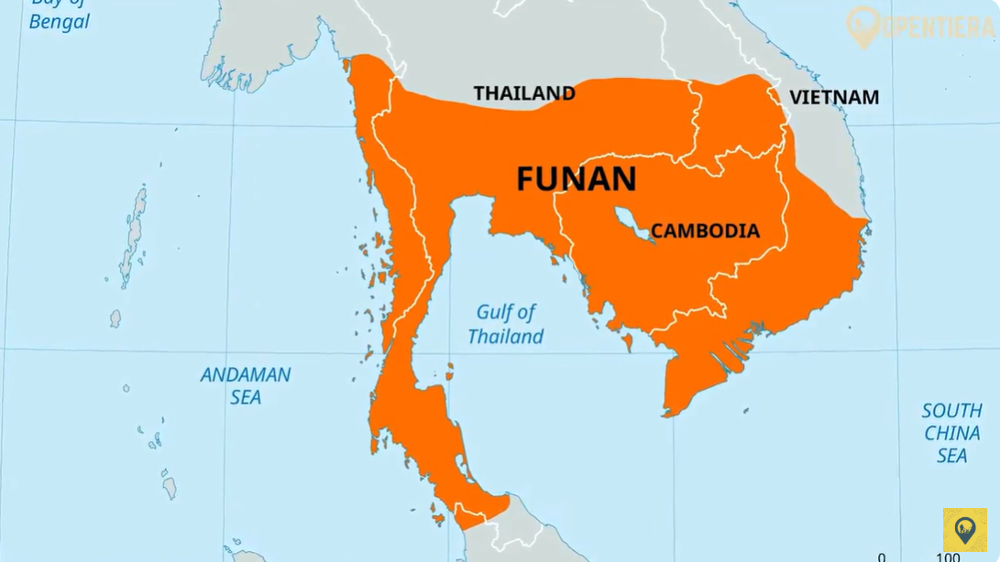 Bay of
Bengal
OPENTIERA
THAILAND
VIETNAM
FUNAN
CAMBODIA
Gulf of
Thailand
ANDAMAN
SEA
SOUTH
CHINA
SEA
0 100